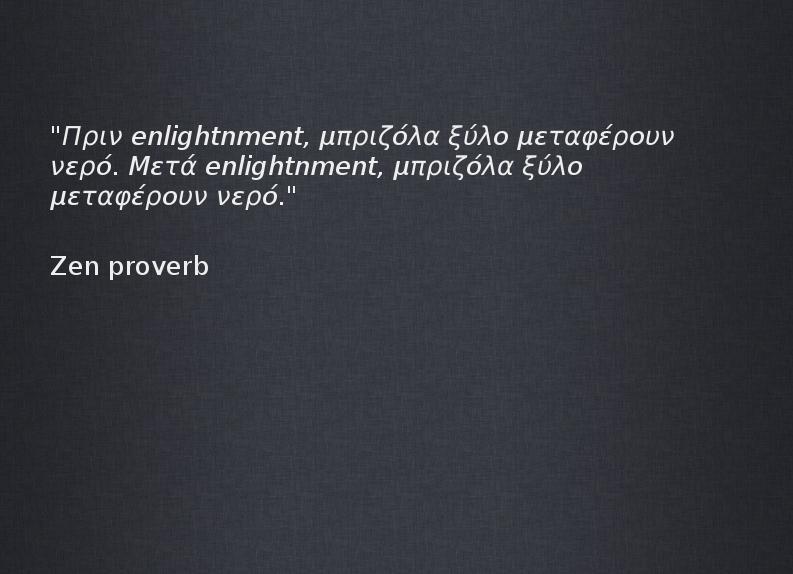 "Πριν enlightnment, μπριζόλα ξύλο μεταφέρουν
νερό. Μετά enlightnment, μπριζόλα ξύλο
μεταφέρουν νερό."
Zen proverb